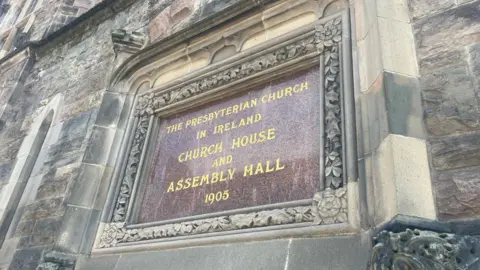 THE PRESBYTERIAN CHURCH
IN IRELAND
CHURCH HOUSE
AND
ASSEMBLY HALL
1905